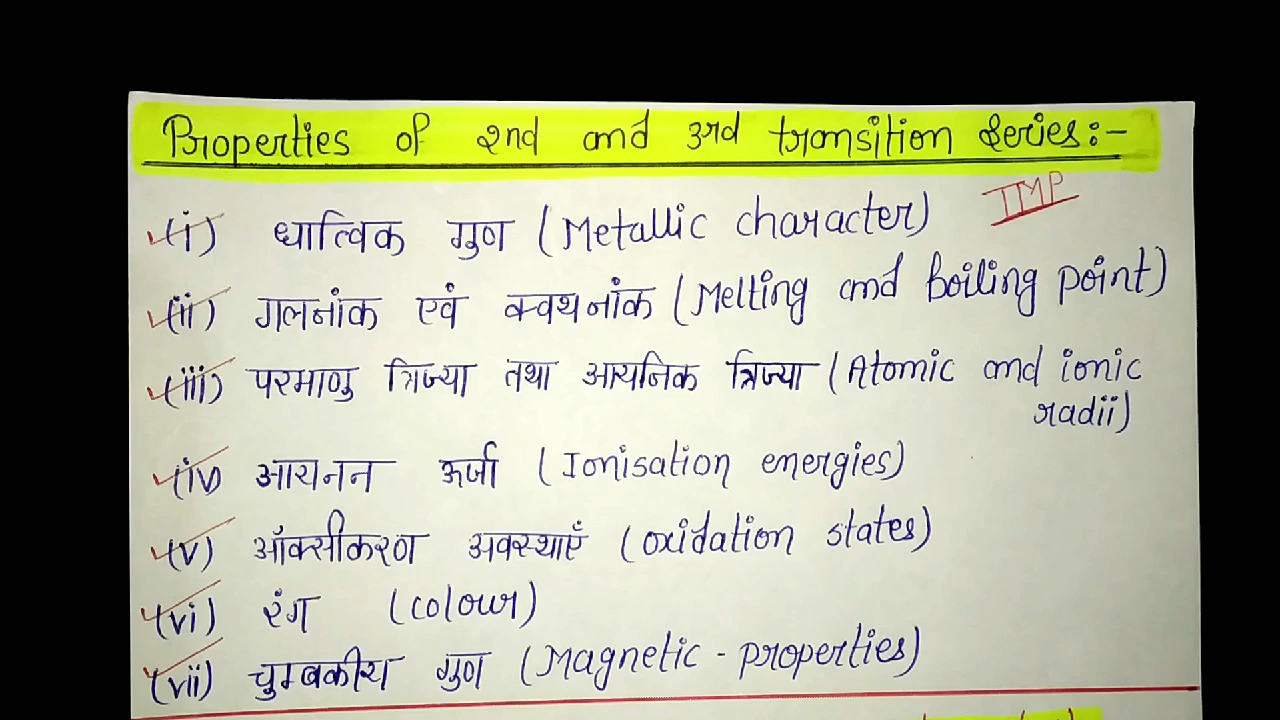 Properties of 2nd and 3rd transition Series:-
IMP
(i) धात्विक गुण (Metallic character)
(ii) गलनांक एवं क्वथनांक (Melting and boiling point)
(iii) परमाणु त्रिज्या तथा आयनिक त्रिज्या (Atomic and ionic
radii)
(iv) आयनन ऊर्जा (Ionisation energies)
(v) ऑक्सीकरण अवस्थाएँ (oxidation states)
(vi) रंग (colour)
(vii) चुम्बकीय गुण (Magnetic - properties)